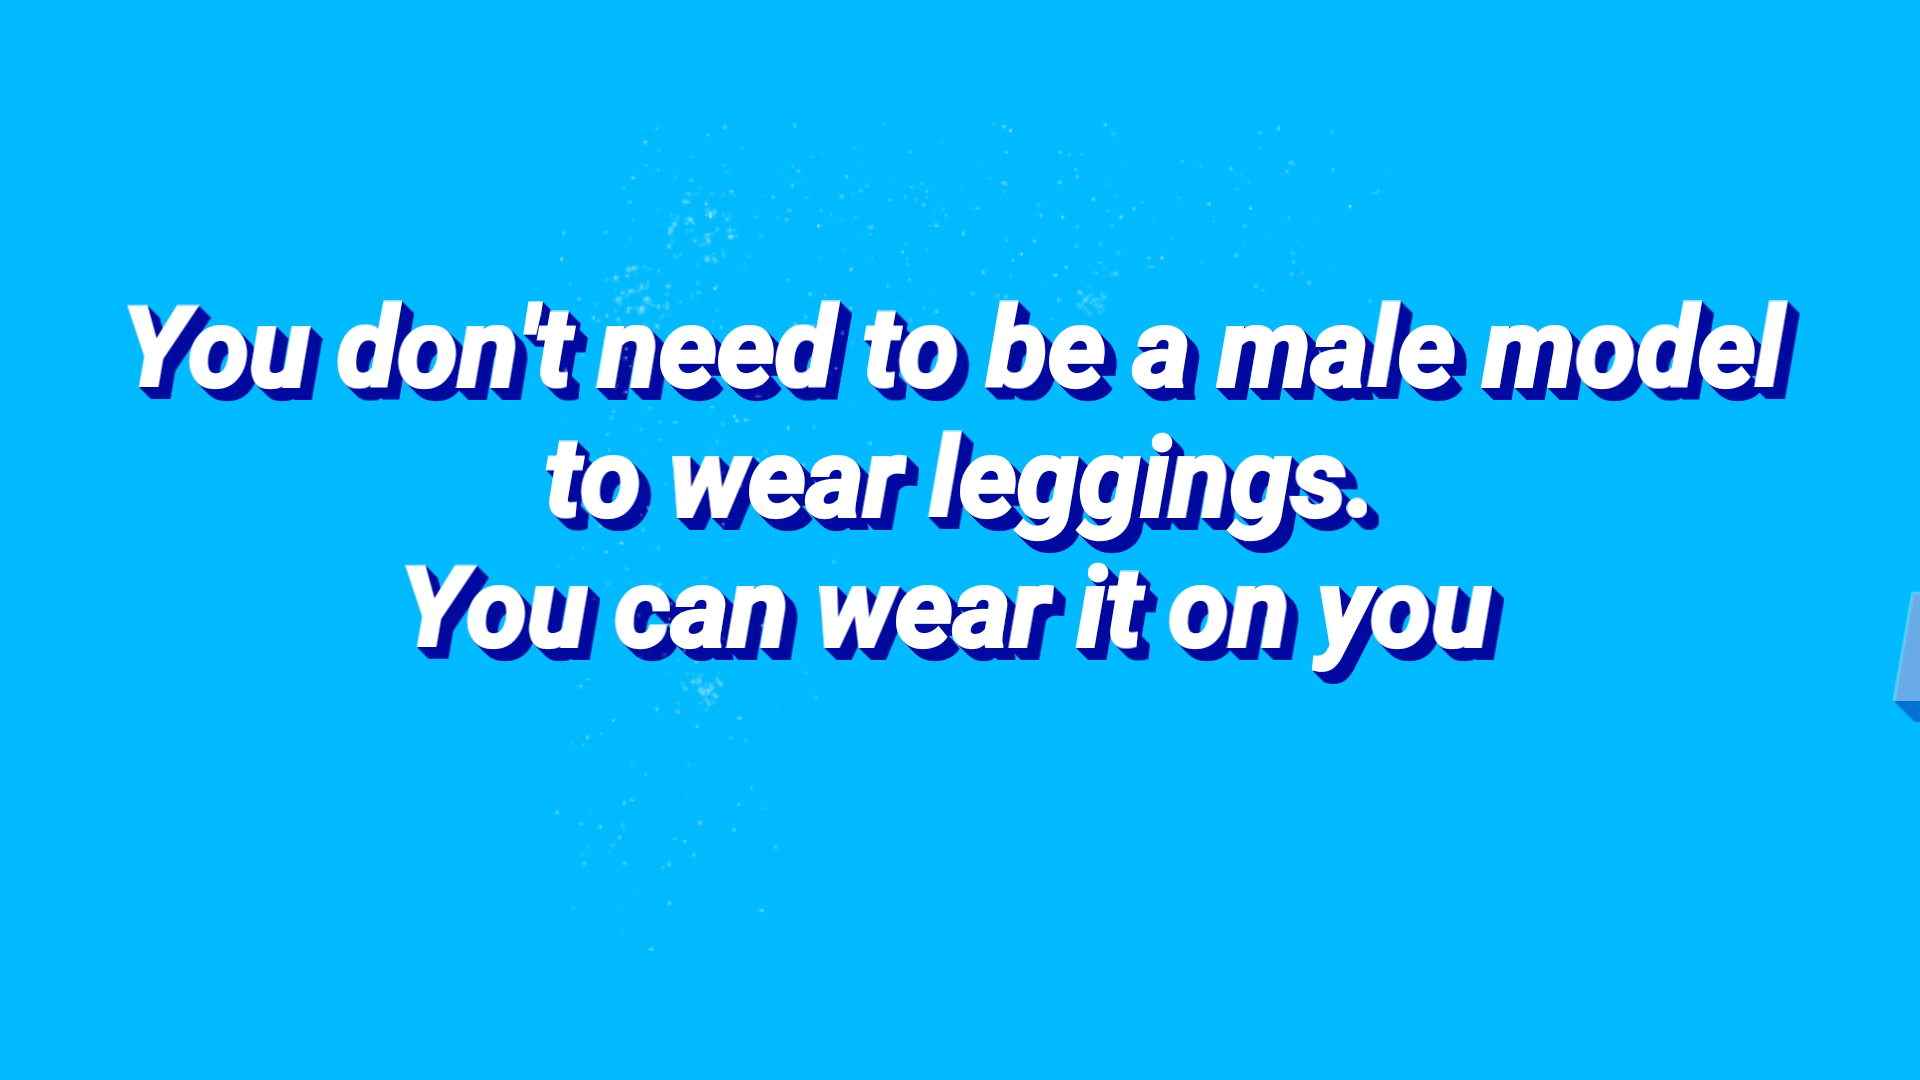 You don't need to be a male model
to wear leggings.
You can wear it on you